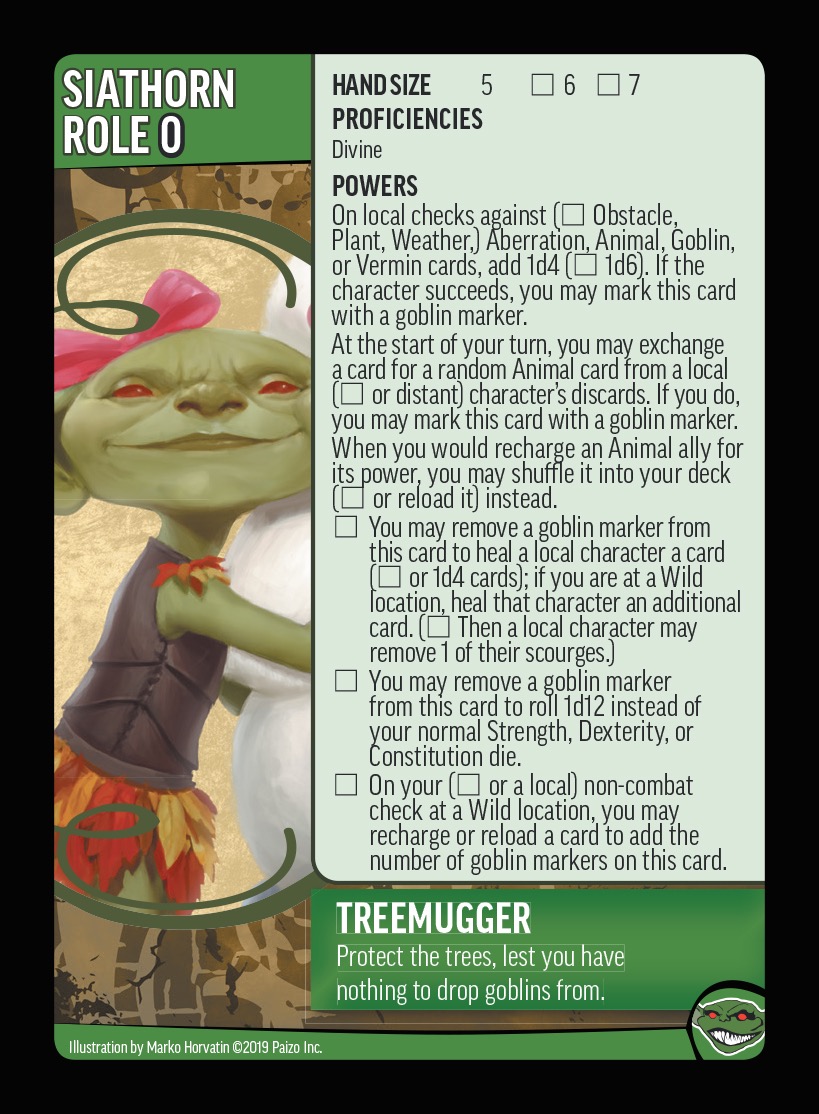 SIATHORN
ROLE 0
HAND SIZE 5 ☐ 6 ☐ 7
PROFICIENCIES
Divine
POWERS
On local checks against (☐ Obstacle,
Plant, Weather,) Aberration, Animal, Goblin,
or Vermin cards, add 1d4 (☐ 1d6). If the
character succeeds, you may mark this card
with a goblin marker.
At the start of your turn, you may exchange
a card for a random Animal card from a local
(☐ or distant) character’s discards. If you do,
you may mark this card with a goblin marker.
When you would recharge an Animal ally for
its power, you may shuffle it into your deck
(☐ or reload it) instead.
☐ You may remove a goblin marker from
this card to heal a local character a card
(☐ or 1d4 cards); if you are at a Wild
location, heal that character an additional
card. (☐ Then a local character may
remove 1 of their scourges.)
☐ You may remove a goblin marker
from this card to roll 1d12 instead of
your normal Strength, Dexterity, or
Constitution die.
☐ On your (☐ or a local) non-combat
check at a Wild location, you may
recharge or reload a card to add the
number of goblin markers on this card.
TREEMUGGER
Protect the trees, lest you have
nothing to drop goblins from.
Illustration by Marko Horvatin ©2019 Paizo Inc.